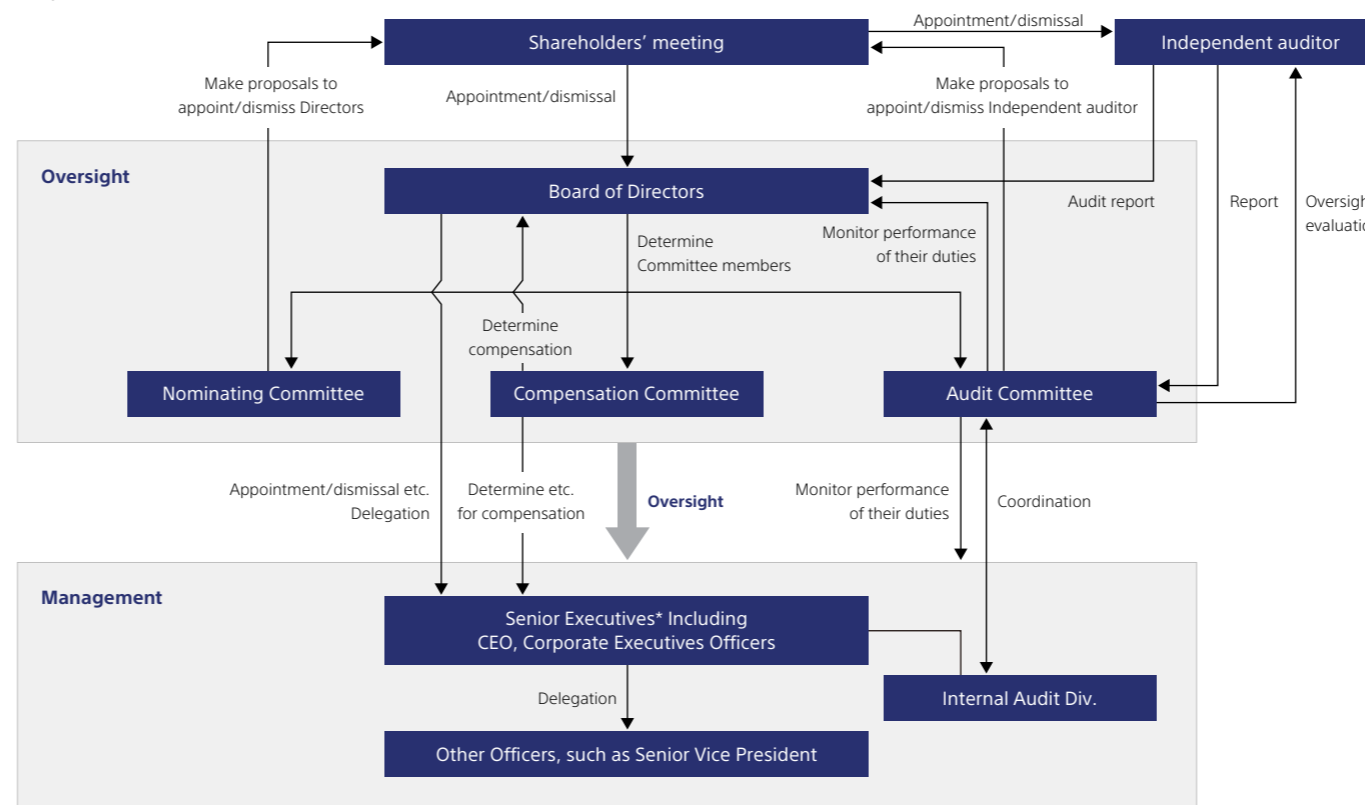 Appointment/dismissal
Shareholders’ meeting
Independent auditor
Make proposals to
appoint/dismiss Directors
Appointment/dismissal
Make proposals to
appoint/dismiss Independent auditor
Oversight
Board of Directors
Audit report
Report
Determine
Committee members
Monitor performance
of their duties
Determine
compensation
Nominating Committee
Compensation Committee
Audit Committee
Appointment/dismissal etc.
Delegation
Determine etc.
for compensation
Oversight
Monitor performance
of their duties
Coordination
Management
Senior Executives* Including
CEO, Corporate Executives Officers
Internal Audit Div.
Delegation
Other Officers, such as Senior Vice President